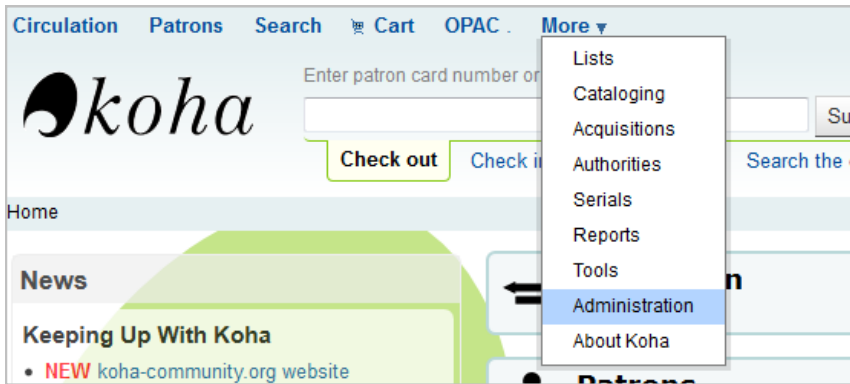 Circulation Patrons Search Cart OPAC . More
Lists
Cataloging
Acquisitions
Authorities
Serials
Reports
Tools
Administration
About Koha
koha
Enter patron card number or
Check out Check Search the
Home
News
Keeping Up With Koha
• NEW koha-community.org website
Patrons